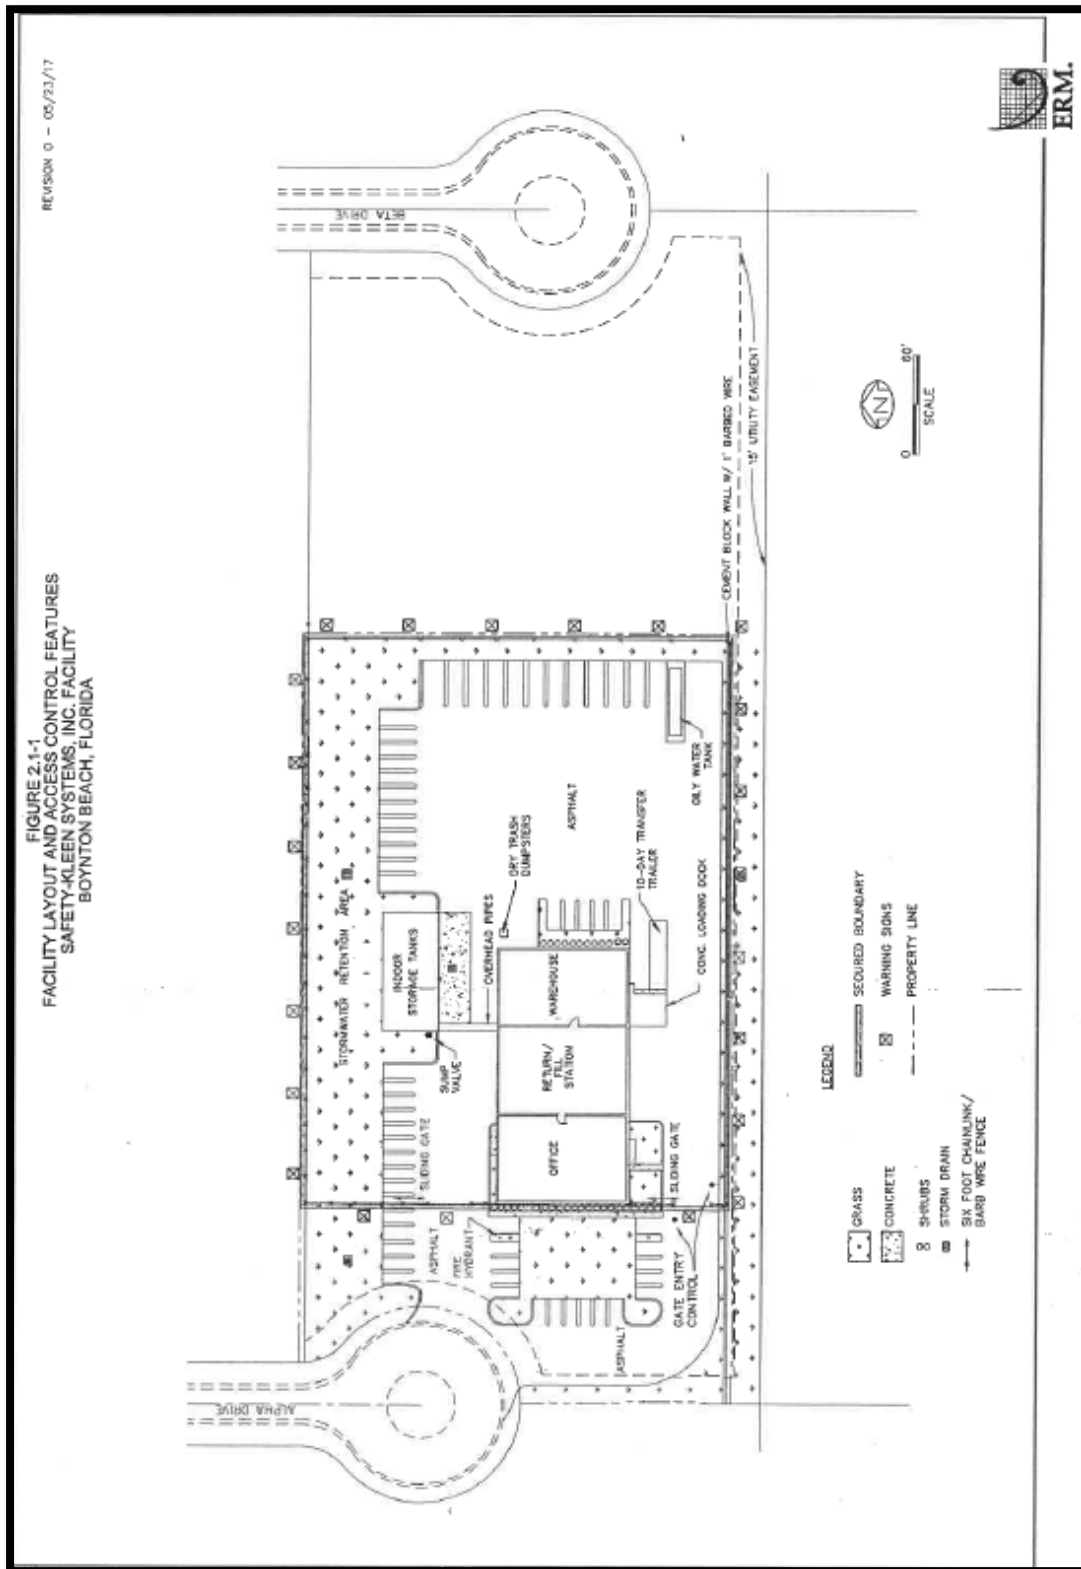 REVISION 0 - 05/23/17
FIGURE 2.1-1
FACILITY LAYOUT AND ACCESS CONTROL FEATURES
SAFETY-KLEEN SYSTEMS, INC. FACILITY
BOYNTON BEACH, FLORIDA
ERM.
ALPHA DRIVE
BETA DRIVE
STORMWATER RETENTION AREA
INDOOR
STORAGE TANKS
SUMP
VALVE
OVERHEAD PIPES
DRY TRASH
DUMPSTERS
SLIDING GATE
ASPHALT
FIRE
HYDRANT
OFFICE
RETURN/
FILL
STATION
WAREHOUSE
ASPHALT
10-DAY TRANSFER
TRAILER
CONC. LOADING DOCK
OILY WATER
TANK
SLIDING GATE
GATE ENTRY
CONTROL
ASPHALT
CEMENT BLOCK WALL W/ 1' BARBED WIRE
15' UTILITY EASEMENT
N
0 60'
SCALE
LEGEND
GRASS
CONCRETE
SHRUBS
STORM DRAIN
SIX FOOT CHAINLINK/
BARB WIRE FENCE
SECURED BOUNDARY
WARNING SIGNS
PROPERTY LINE